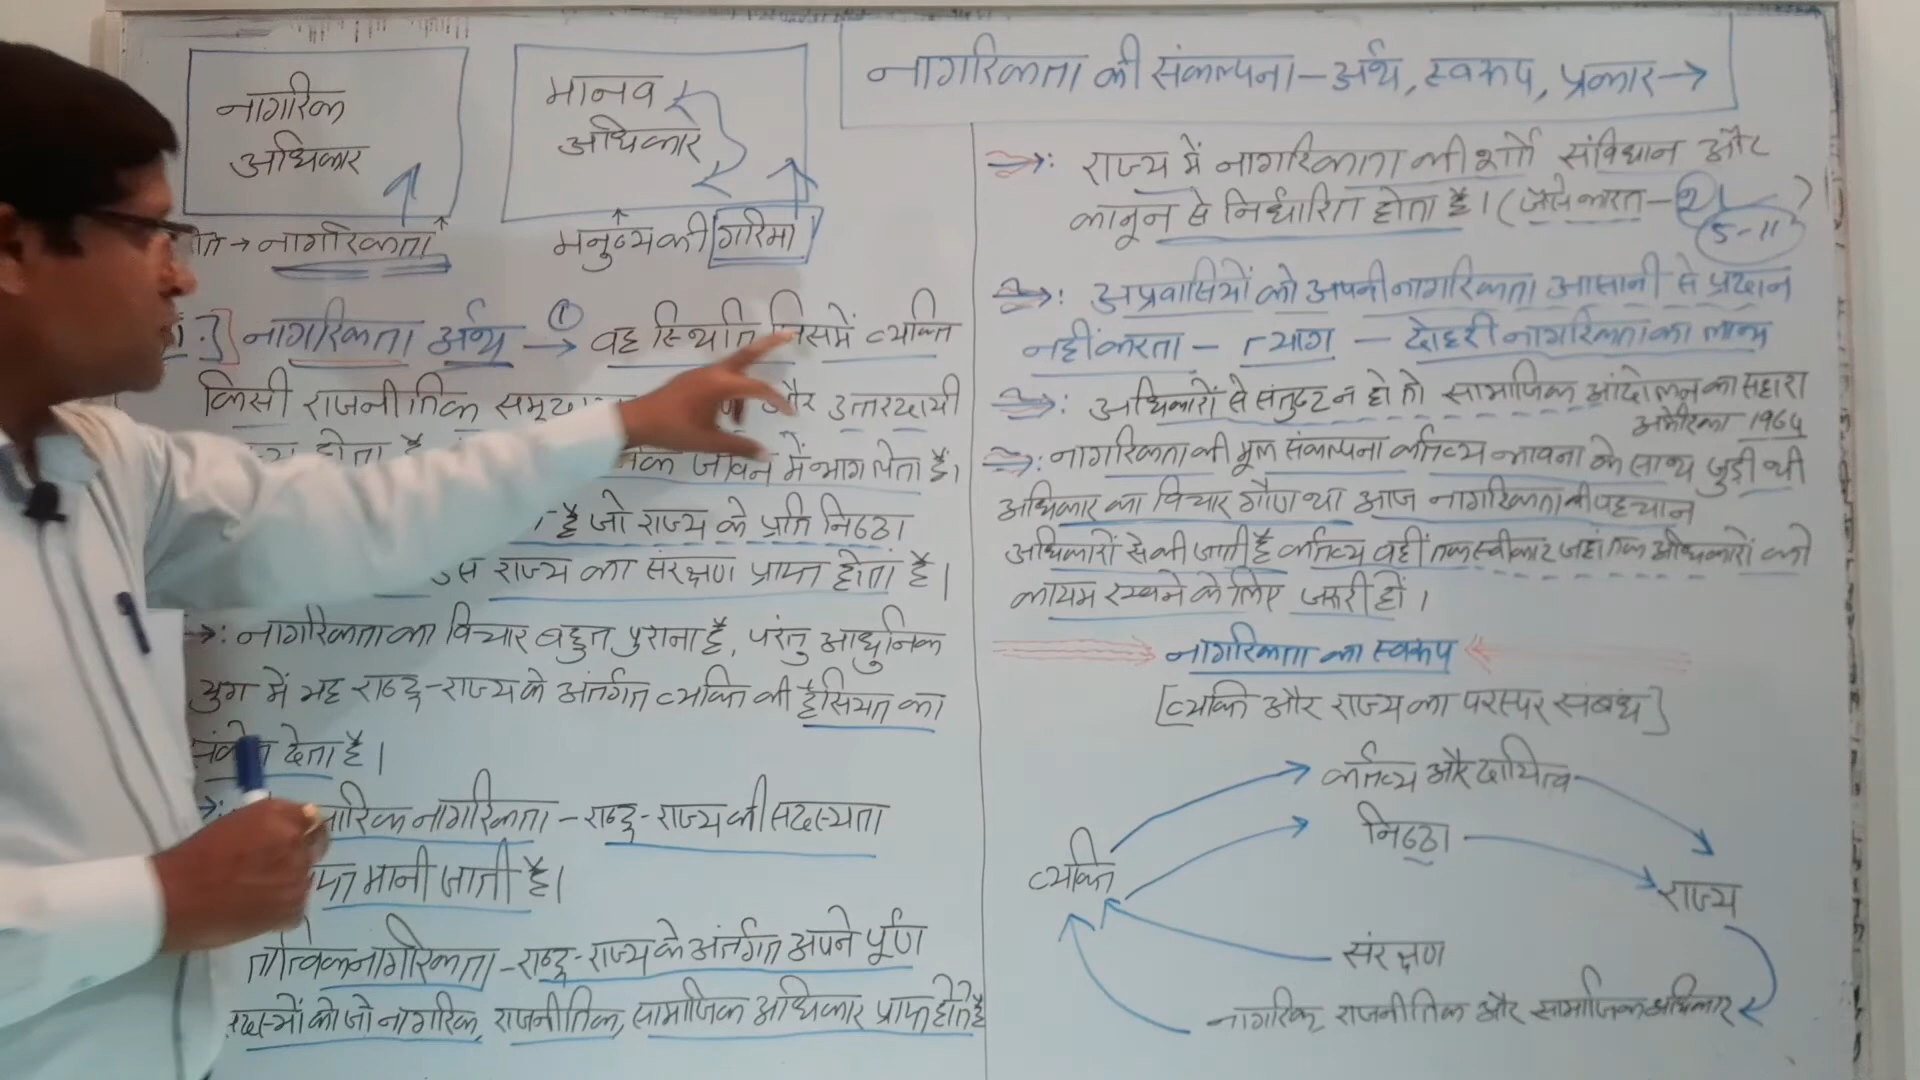 नागरिकता की संकल्पना – अर्थ, स्वरूप, प्रकार →
नागरिक
अधिकार
→ नागरिकता
मानव
अधिकार
मनुष्य की गरिमा
नागरिकता अर्थ → ① वह स्थिति जिसमें व्यक्ति
किसी राजनीतिक और उत्तरदायी
होता है जीवन में भाग लेता है।
है जो राज्य के प्रति निष्ठा
राज्य का संरक्षण प्राप्त होता है।
→: नागरिकता का विचार बहुत पुराना है, परंतु आधुनिक
युग में यह राष्ट्र-राज्य के अंतर्गत व्यक्ति की हैसियत का
देता है।
नागरिकता – राष्ट्र-राज्य की सदस्यता
मानी जाती है।
तात्विक नागरिकता – राष्ट्र-राज्य के अंतर्गत अपने पूर्ण
को जो नागरिक, राजनीतिक, सामाजिक अधिकार प्राप्त होते है
⇒: राज्य में नागरिकता की शर्तो संविधान और
कानून से निर्धारित होता है। (जैसे भारत – 2)
5-11
⇒: अप्रवासियों को अपनी नागरिकता आसानी से प्रदान
नहीं करता – त्याग – दोहरी नागरिकता का लाभ
⇒: अधिकारों से संतुष्ट न हो तो सामाजिक आंदोलन का सहारा
अमेरिका 1964
⇒: नागरिकता की मूल संकल्पना कर्तव्य भावना के साथ जुड़ी थी
अधिकार का विचार गौण था आज नागरिकता की पहचान
अधिकारों से की जाती है कर्तव्य वहीं तक स्वीकार जहां तक अधिकारों को
कायम रखने के लिए जरूरी हों।
नागरिकता का स्वरूप
[व्यक्ति और राज्य का परस्पर संबंध]
कर्तव्य और दायित्व
निष्ठा
व्यक्ति
राज्य
संरक्षण
नागरिक, राजनीतिक और सामाजिक अधिकार